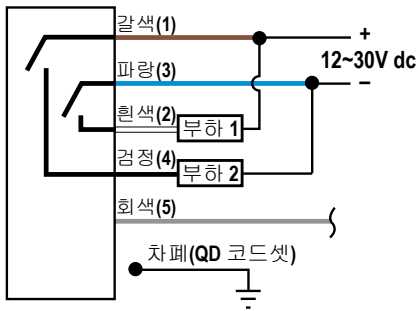 갈색(1)
+
12~30V dc
파랑(3)
−
흰색(2)
부하 1
검정(4)
부하 2
회색(5)
차폐(QD 코드셋)